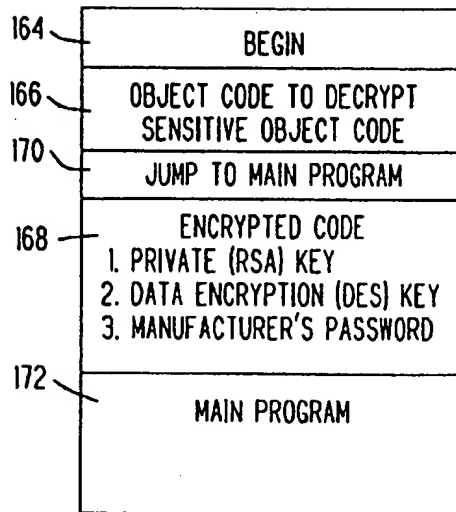 164
BEGIN
166
OBJECT CODE TO DECRYPT
SENSITIVE OBJECT CODE
170
JUMP TO MAIN PROGRAM
168
ENCRYPTED CODE
1. PRIVATE (RSA) KEY
2. DATA ENCRYPTION (DES) KEY
3. MANUFACTURER'S PASSWORD
172
MAIN PROGRAM